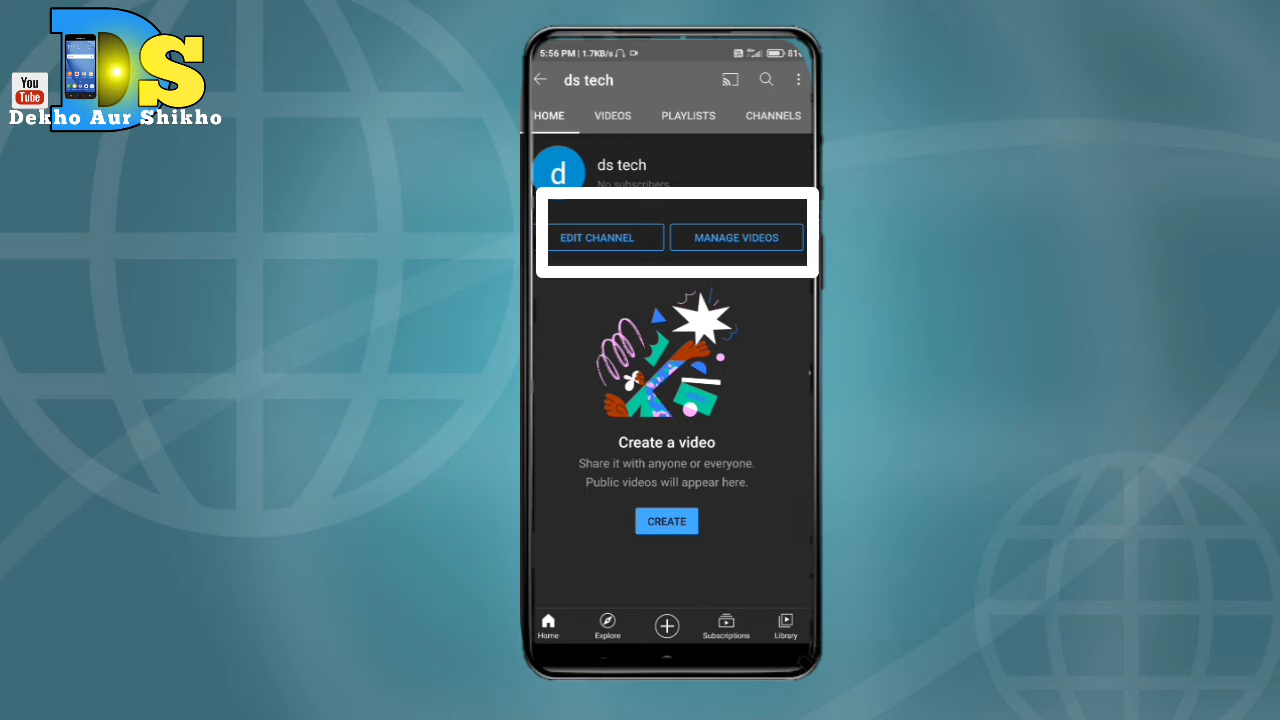 Ds
You
Tube
Dekho Aur Shikho
5:56 PM | 1.7KB/s
81
ds tech
HOME
VIDEOS
PLAYLISTS
CHANNELS
d
ds tech
No subscribers
EDIT CHANNEL
MANAGE VIDEOS
Create a video
Share it with anyone or everyone.
Public videos will appear here.
CREATE
Home
Explore
Subscriptions
Library